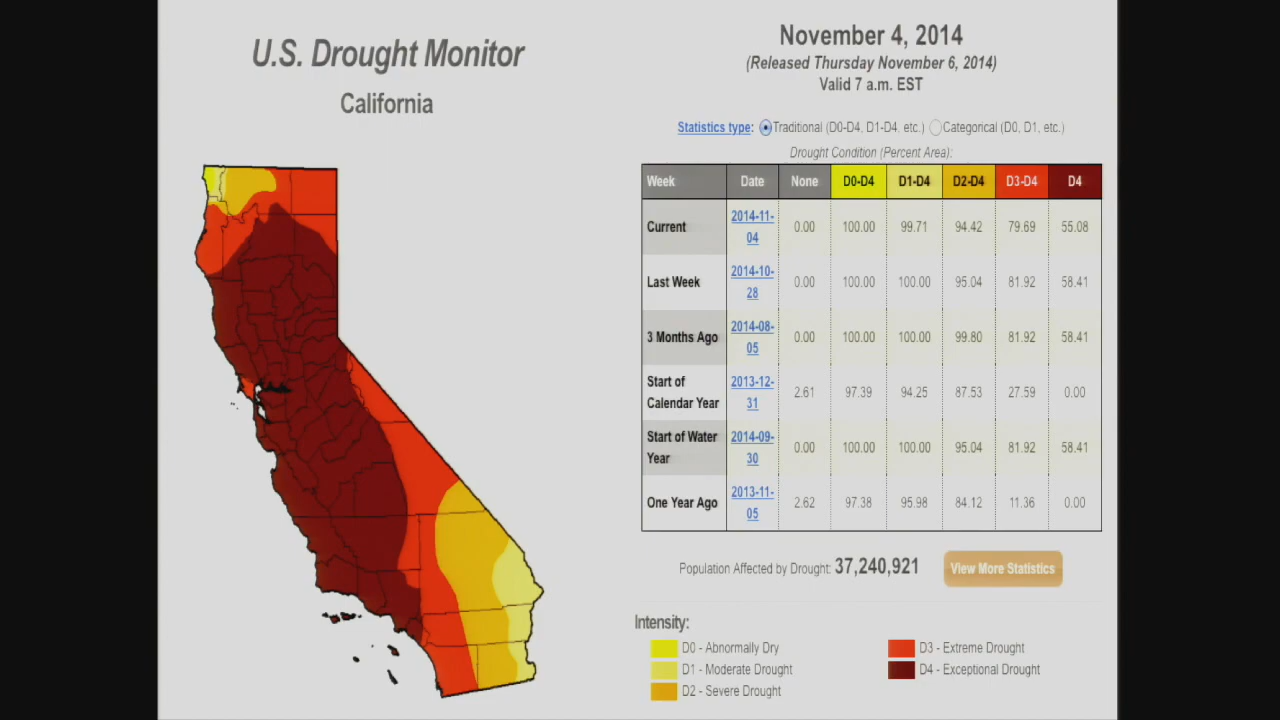 U.S. Drought Monitor
California
November 4, 2014
(Released Thursday November 6, 2014)
Valid 7 a.m. EST
Statistics type: Traditional (D0-D4, D1-D4, etc.) Categorical (D0, D1, etc.)
Drought Condition (Percent Area):
Week Date None D0-D4 D1-D4 D2-D4 D3-D4 D4
Current 2014-11-04 0.00 100.00 99.71 94.42 79.69 55.08
Last Week 2014-10-28 0.00 100.00 100.00 95.04 81.92 58.41
3 Months Ago 2014-08-05 0.00 100.00 100.00 99.80 81.92 58.41
Start of Calendar Year 2013-12-31 2.61 97.39 94.25 87.53 27.59 0.00
Start of Water Year 2014-09-30 0.00 100.00 100.00 95.04 81.92 58.41
One Year Ago 2013-11-05 2.62 97.38 95.98 84.12 11.36 0.00
Population Affected by Drought: 37,240,921 View More Statistics
Intensity:
D0 - Abnormally Dry
D1 - Moderate Drought
D2 - Severe Drought
D3 - Extreme Drought
D4 - Exceptional Drought